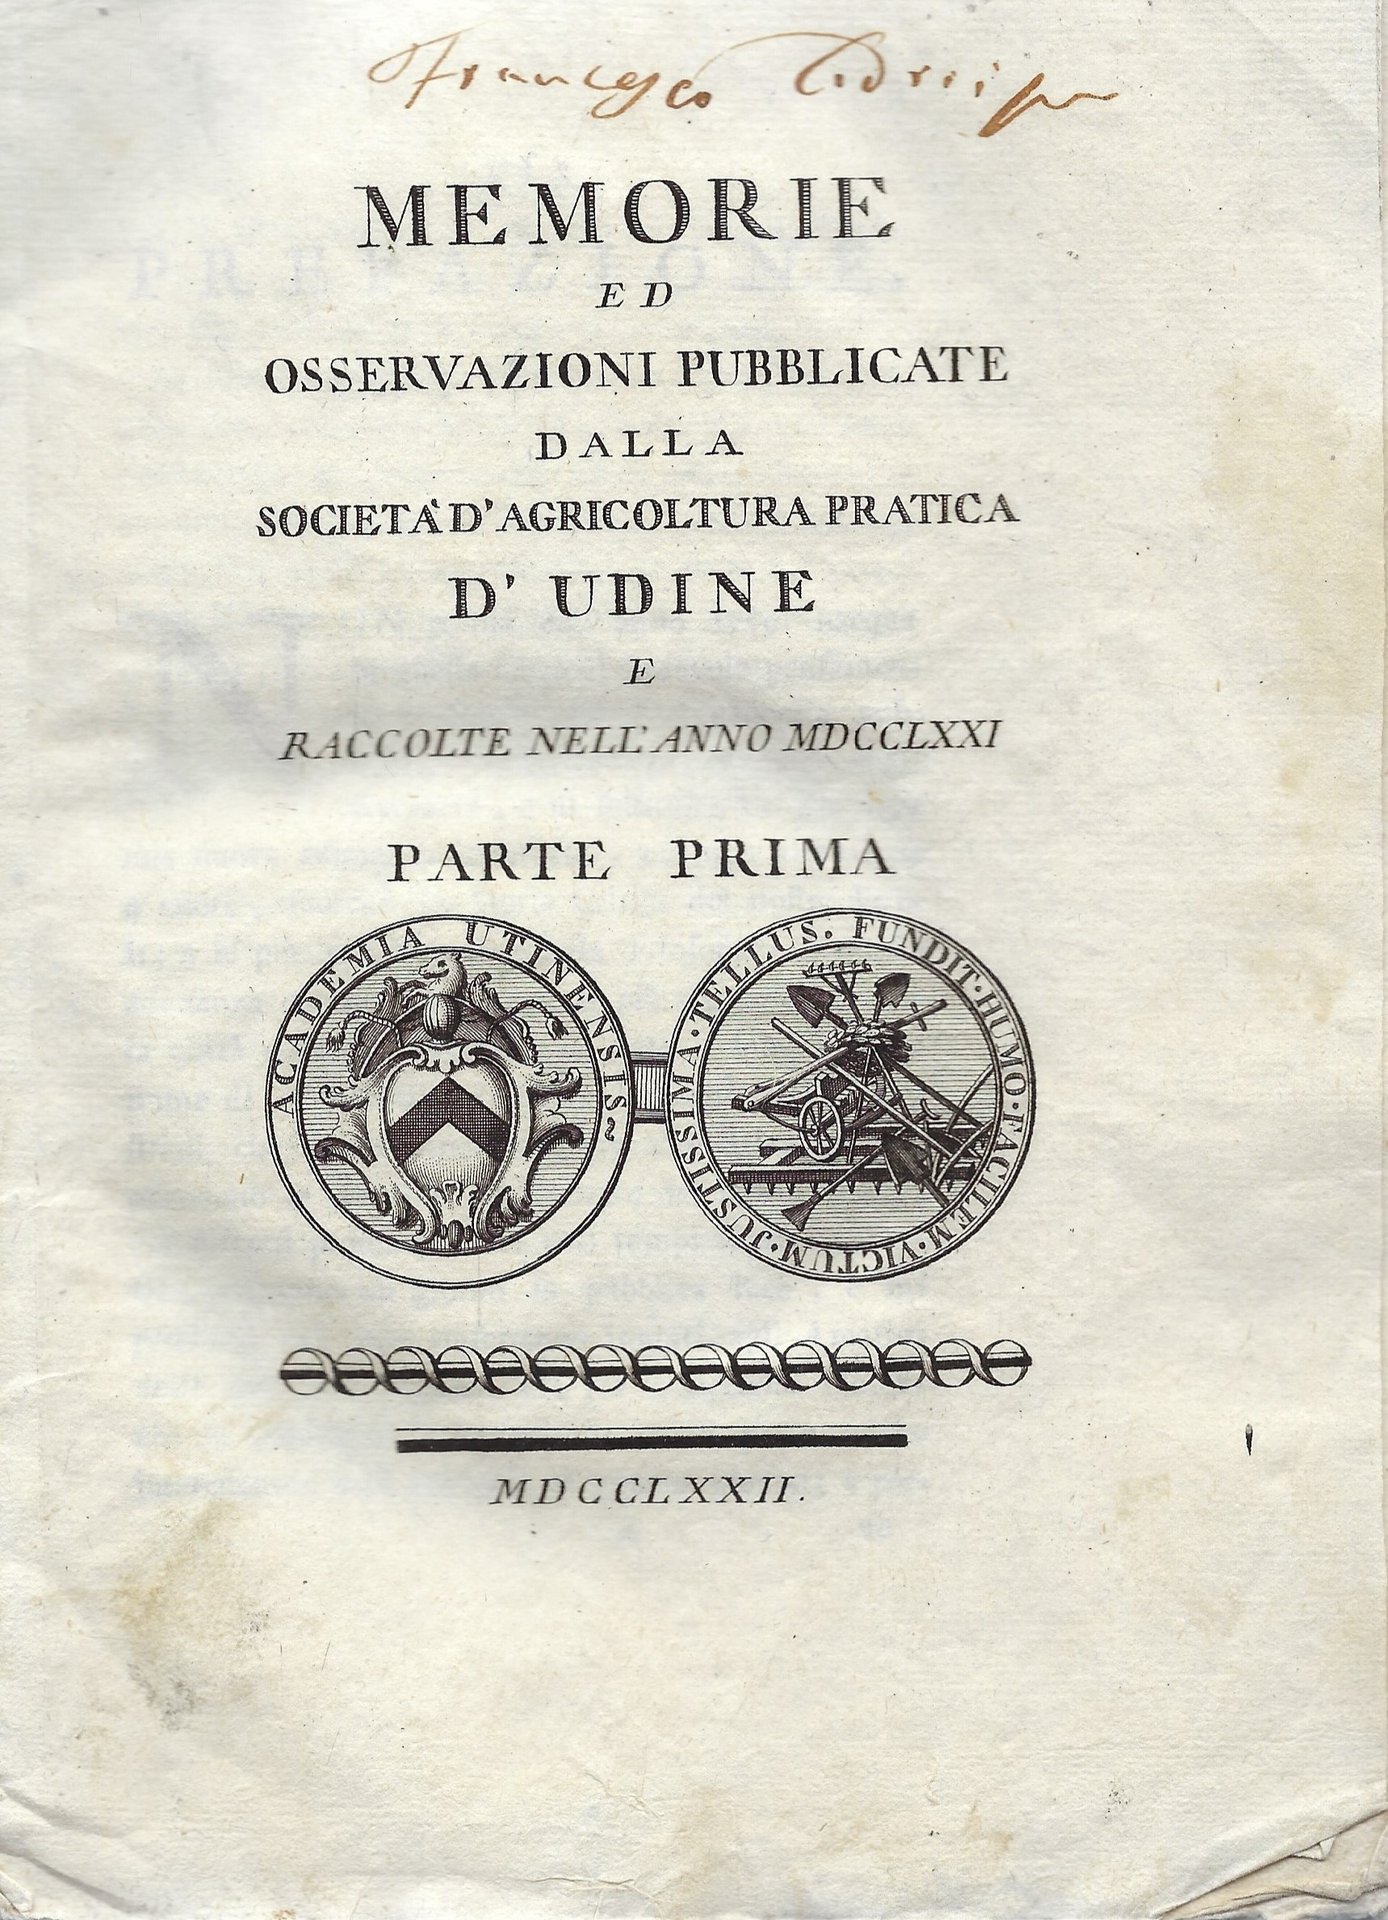 Francesco
MEMORIE
ED
OSSERVAZIONI PUBBLICATE
DALLA
SOCIETÀ D' AGRICOLTURA PRATICA
D' UDINE
E
RACCOLTE NELL' ANNO MDCCLXXI
PARTE PRIMA
ACADEMIA UTINENSIS~
TELLUS. FUNDIT·HUMO·FACILEM·VICTUM·JUSTISSIMA·
MDCCLXXII.